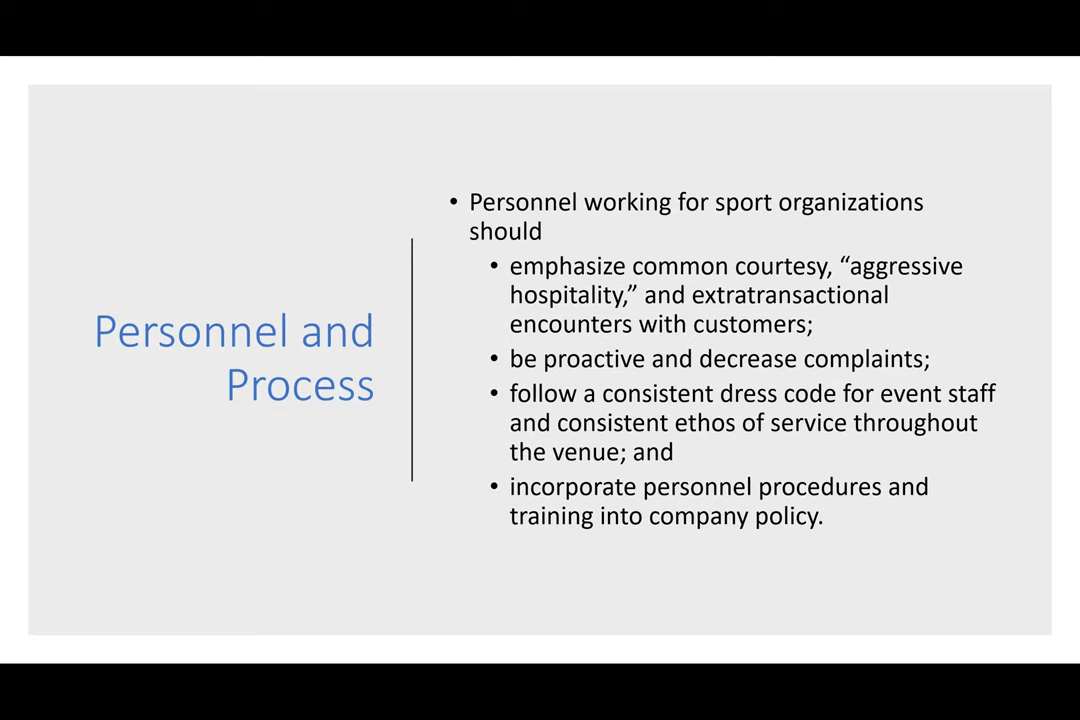 Personnel and
Process
• Personnel working for sport organizations
should
• emphasize common courtesy, “aggressive
hospitality,” and extratransactional
encounters with customers;
• be proactive and decrease complaints;
• follow a consistent dress code for event staff
and consistent ethos of service throughout
the venue; and
• incorporate personnel procedures and
training into company policy.